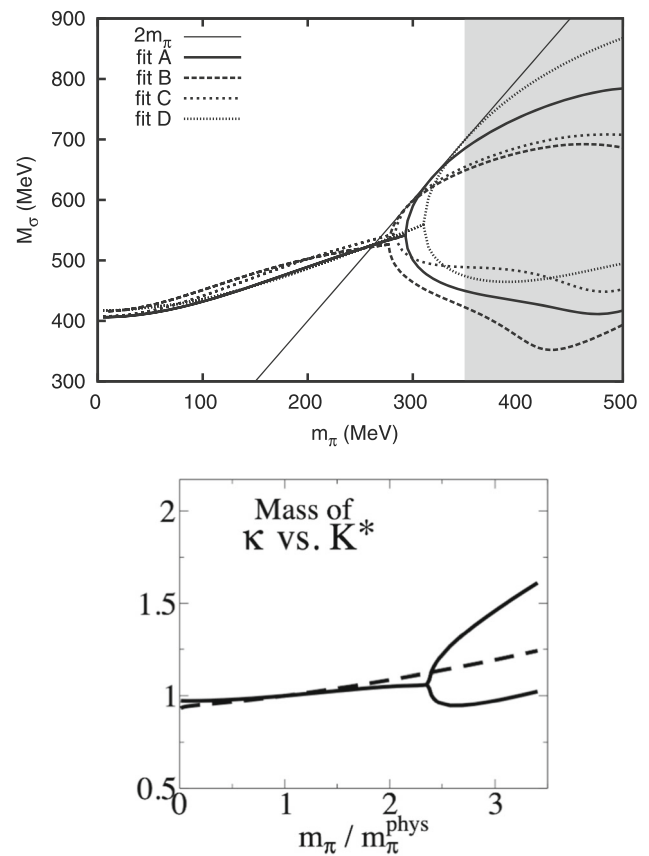 900
800
700
600
500
400
300
M_σ (MeV)
2m_π
fit A
fit B
fit C
fit D
0 100 200 300 400 500
m_π (MeV)
2
1.5
1
0.5
Mass of
κ vs. K*
0 1 2 3
m_π / m_π^phys